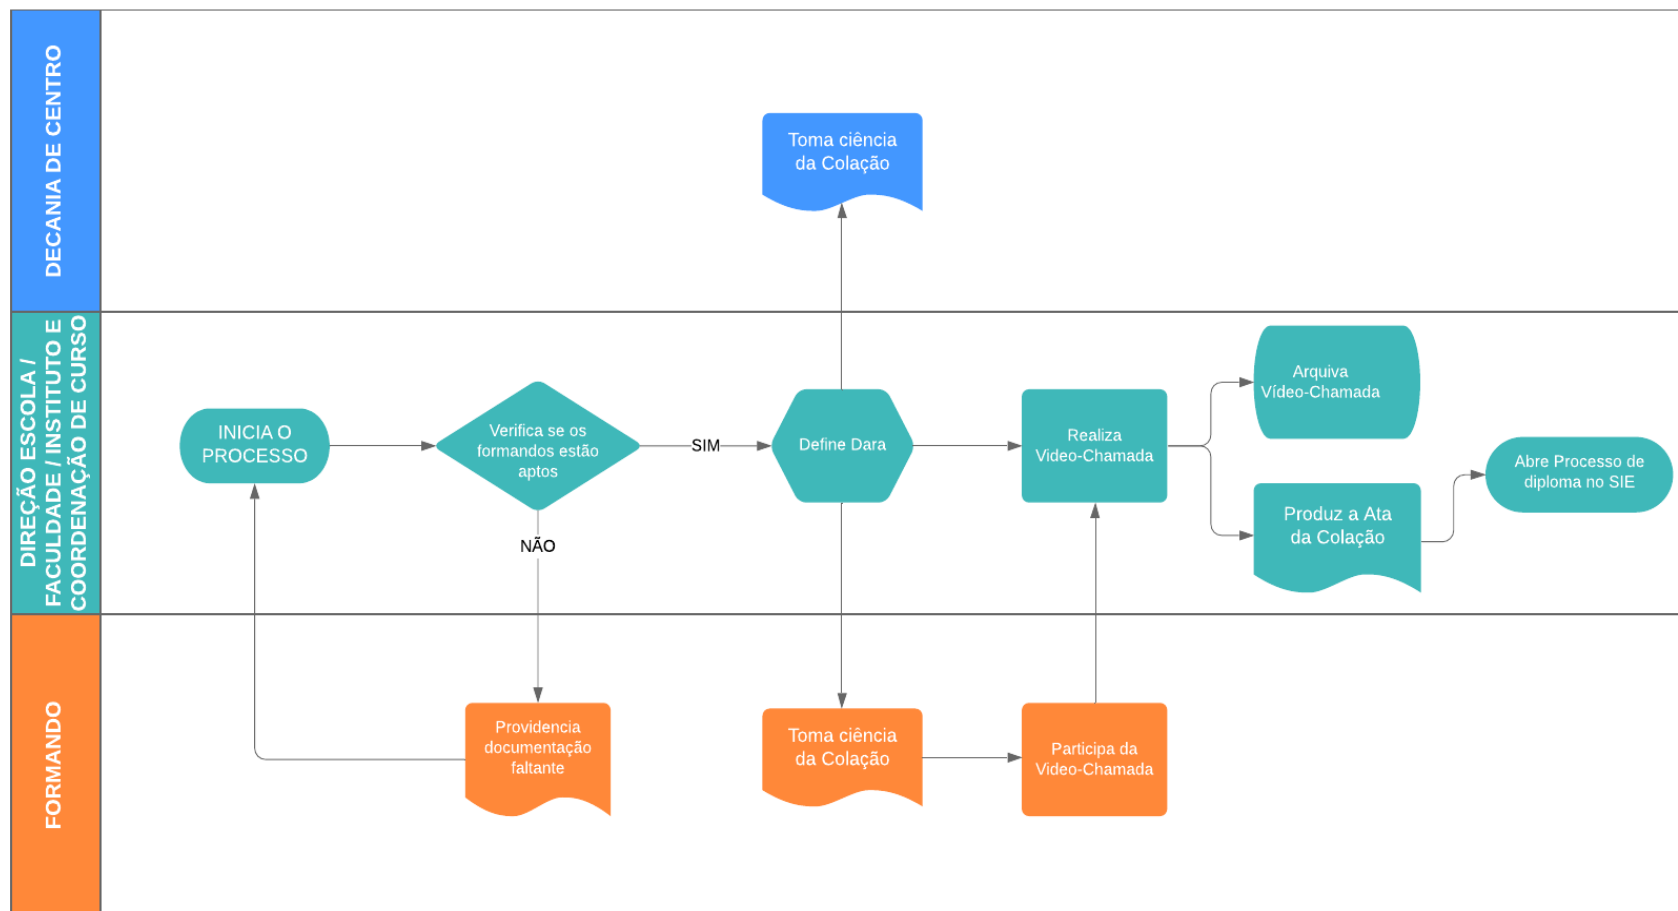 DECANIA DE CENTRO
Toma ciência
da Colação
DIREÇÃO ESCOLA /
FACULDADE / INSTITUTO E
COORDENAÇÃO DE CURSO
INICIA O
PROCESSO
Verifica se os
formandos estão
aptos
SIM
NÃO
Define Dara
Realiza
Video-Chamada
Arquiva
Vídeo-Chamada
Produz a Ata
da Colação
Abre Processo de
diploma no SIE
FORMANDO
Providencia
documentação
faltante
Toma ciência
da Colação
Participa da
Video-Chamada